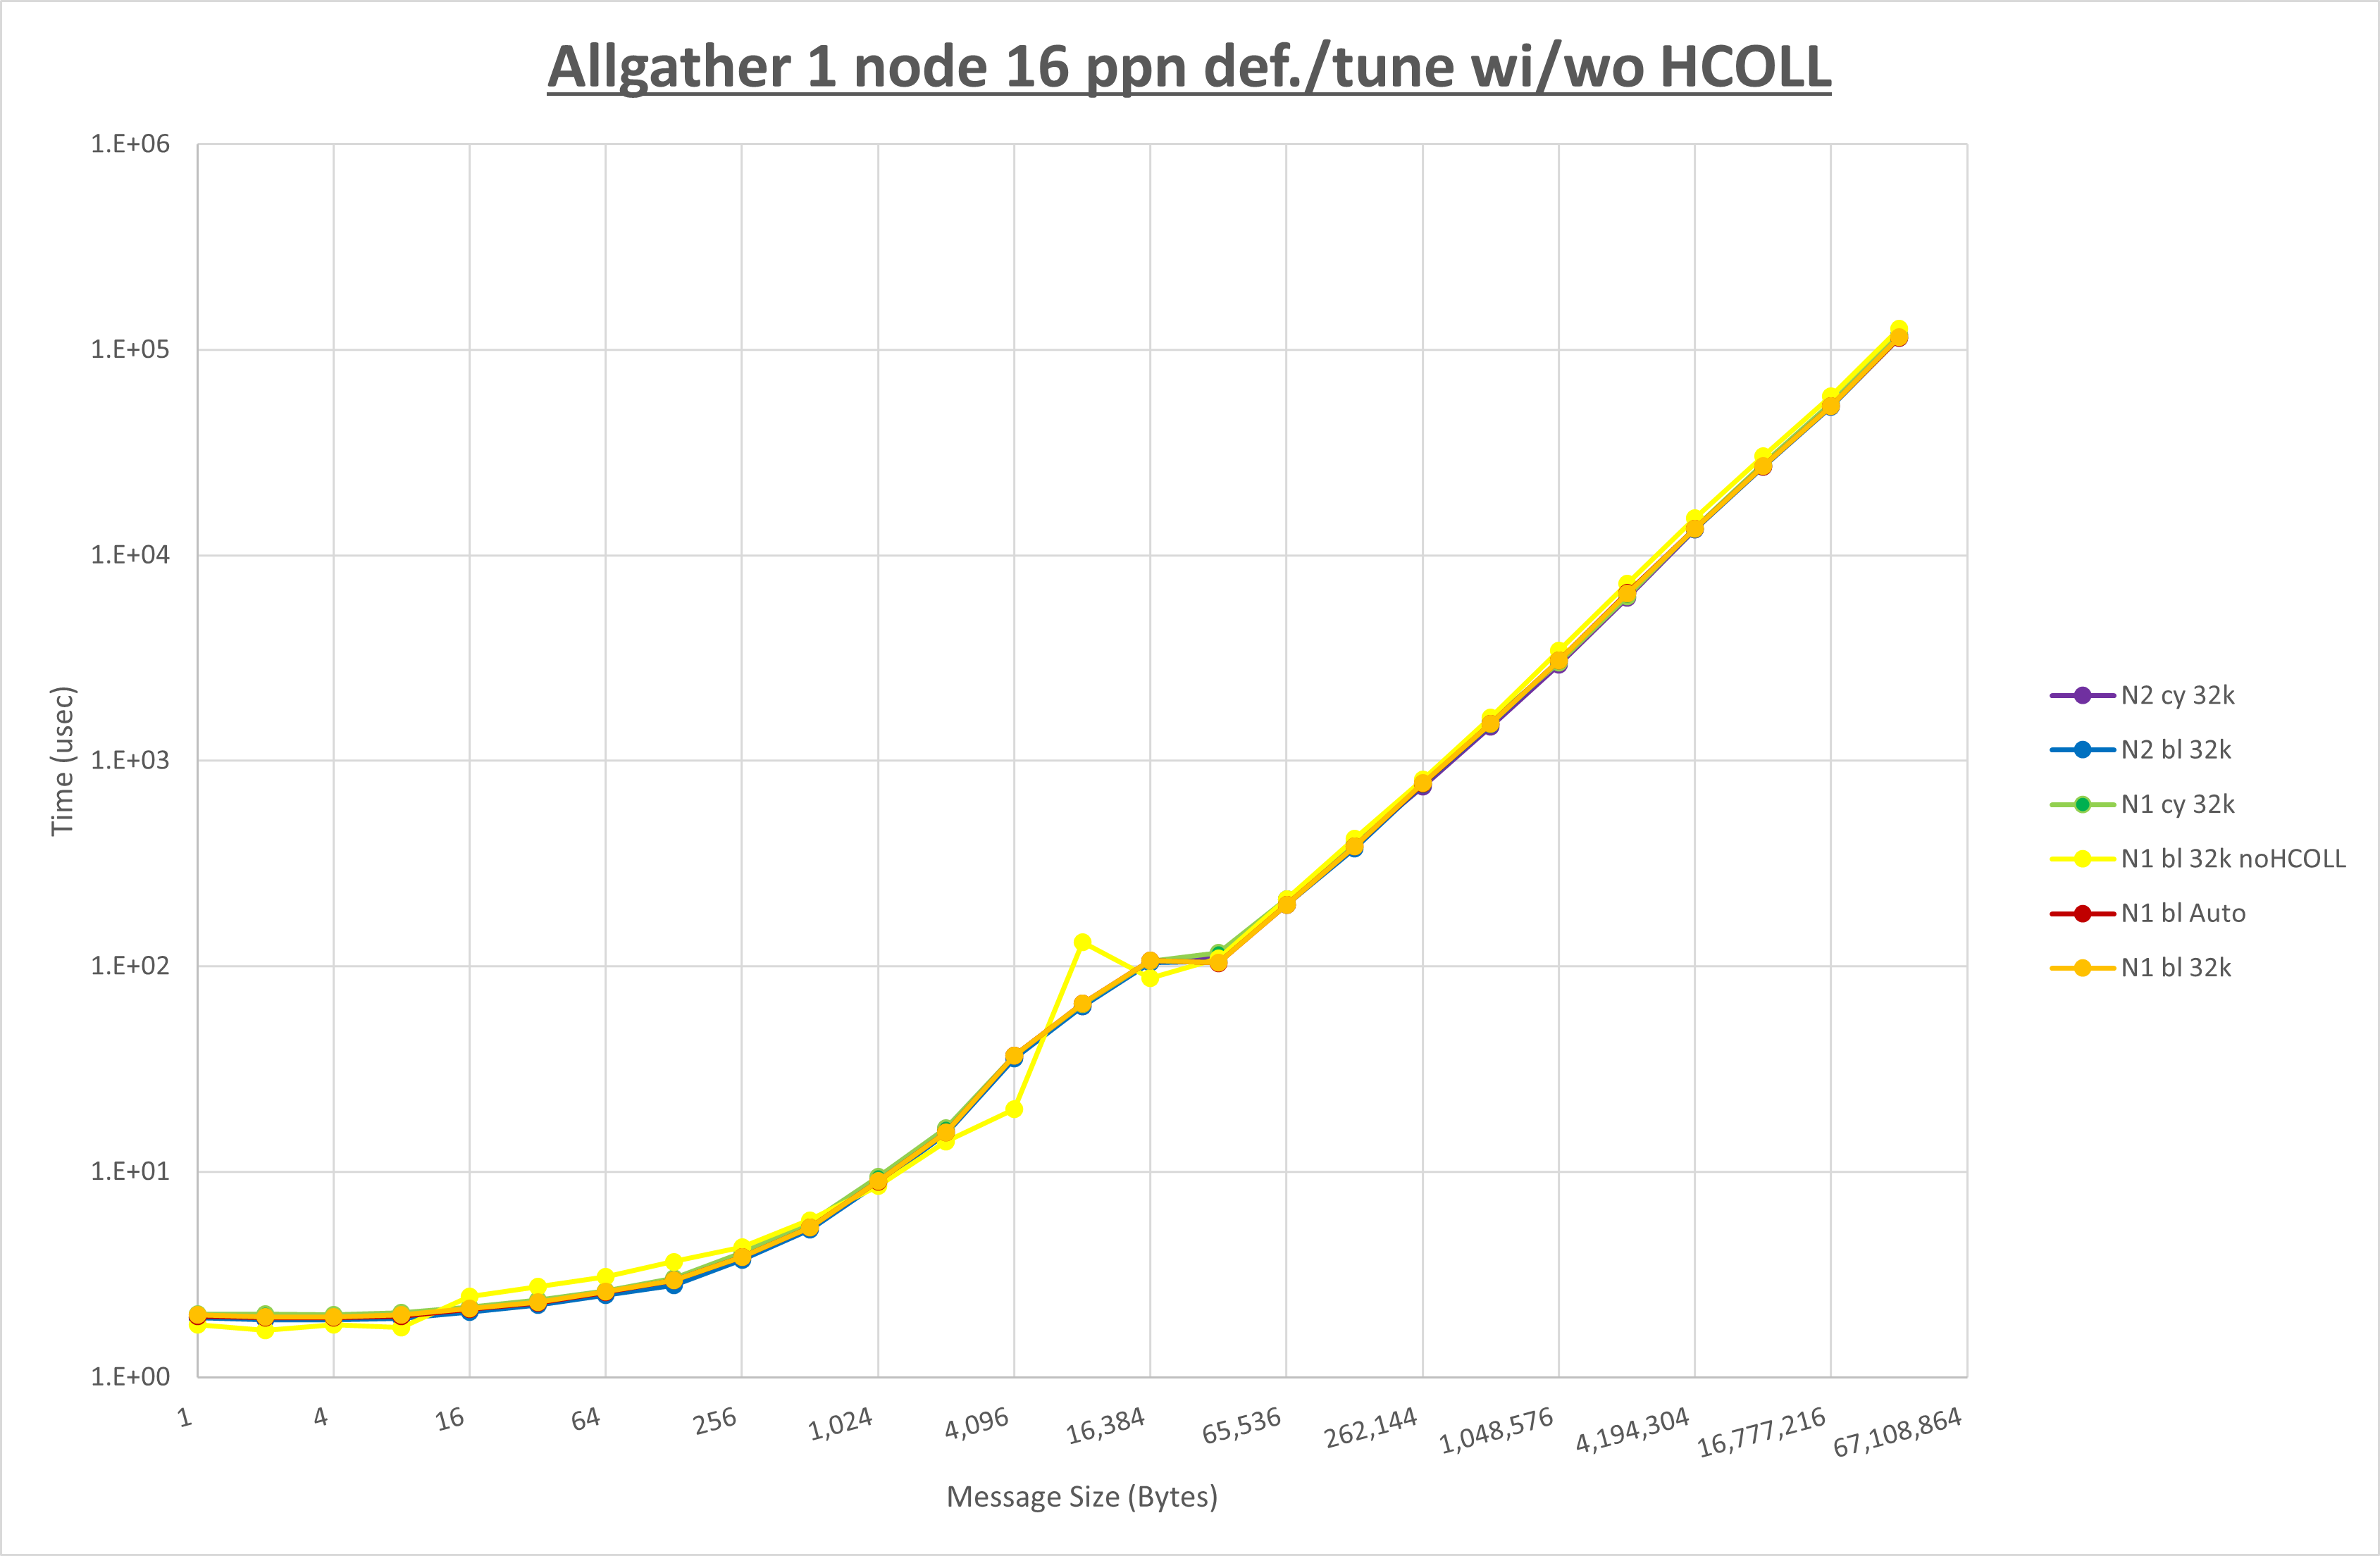 Allgather 1 node 16 ppn def./tune wi/wo HCOLL
1.E+06
1.E+05
1.E+04
1.E+03
1.E+02
1.E+01
1.E+00
Time (usec)
1
4
16
64
256
1,024
4,096
16,384
65,536
262,144
1,048,576
4,194,304
16,777,216
67,108,864
Message Size (Bytes)
N2 cy 32k
N2 bl 32k
N1 cy 32k
N1 bl 32k noHCOLL
N1 bl Auto
N1 bl 32k